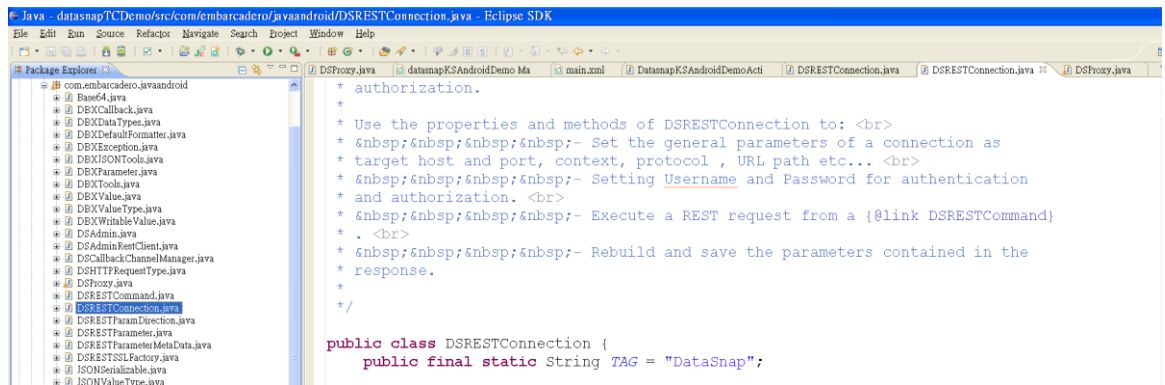 Java - datasnapTCDemo/src/com/embarcadero/javaandroid/DSRESTConnection.java - Eclipse SDK
File Edit Run Source Refactor Navigate Search Project Window Help
Package Explorer
DSProxy.java
datasnapKSAndroidDemo Ma
main.xml
DatasnapKSAndroidDemoActi
DSRESTConnection.java
DSRESTConnection.java
DSProxy.java
com.embarcadero.javaandroid
Base64.java
DBXCallback.java
DBXDataTypes.java
DBXDefaultFormatter.java
DBXException.java
DBXJSONTools.java
DBXParameter.java
DBXTools.java
DBXValue.java
DBXValueType.java
DBXWritableValue.java
DSAdmin.java
DSAdminRestClient.java
DSCallbackChannelManager.java
DSHTTPRequestType.java
DSProxy.java
DSRESTCommand.java
DSRESTConnection.java
DSRESTParamDirection.java
DSRESTParameter.java
DSRESTParameterMetaData.java
DSRESTSSLFactory.java
JSONSerializable.java
JSONValueType.java
* authorization.
*
* Use the properties and methods of DSRESTConnection to: <br>
* &nbsp;&nbsp;&nbsp;&nbsp;- Set the general parameters of a connection as
* target host and port, context, protocol , URL path etc... <br>
* &nbsp;&nbsp;&nbsp;&nbsp;- Setting Username and Password for authentication
* and authorization. <br>
* &nbsp;&nbsp;&nbsp;&nbsp;- Execute a REST request from a {@link DSRESTCommand}
* . <br>
* &nbsp;&nbsp;&nbsp;&nbsp;- Rebuild and save the parameters contained in the
* response.
*
*/
public class DSRESTConnection {
public final static String TAG = "DataSnap";